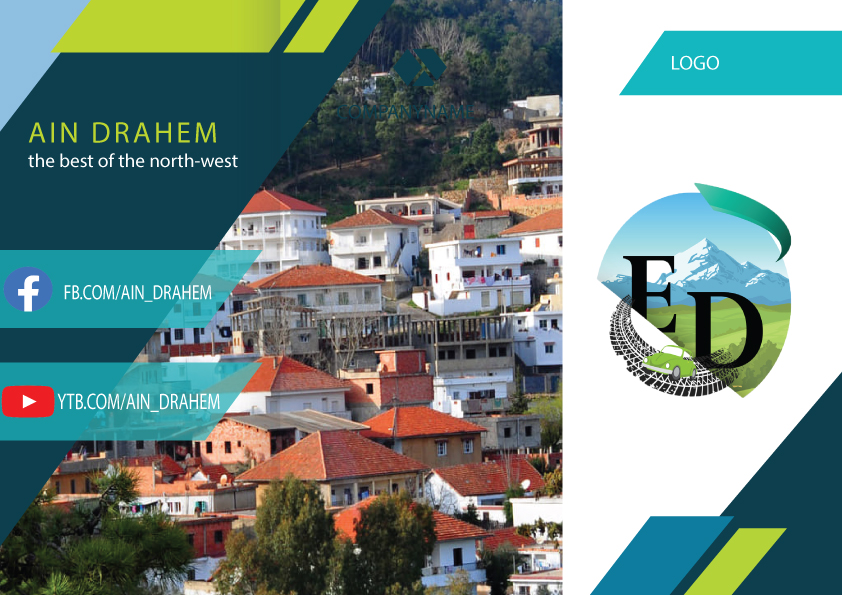 AIN DRAHEM
the best of the north-west
FB.COM/AIN_DRAHEM
YTB.COM/AIN_DRAHEM
LOGO
ED